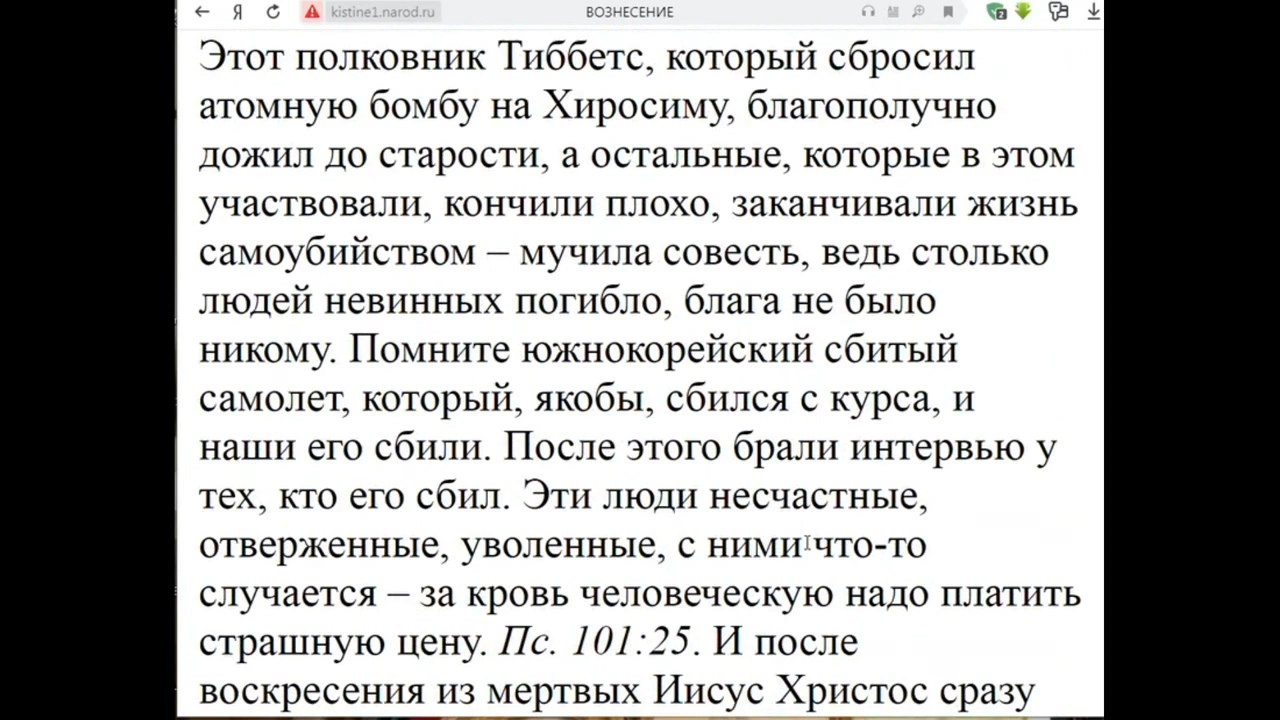 Я kistine1.narod.ru ВОЗНЕСЕНИЕ 2
Этот полковник Тиббетс, который сбросил
атомную бомбу на Хиросиму, благополучно
дожил до старости, а остальные, которые в этом
участвовали, кончили плохо, заканчивали жизнь
самоубийством – мучила совесть, ведь столько
людей невинных погибло, блага не было
никому. Помните южнокорейский сбитый
самолет, который, якобы, сбился с курса, и
наши его сбили. После этого брали интервью у
тех, кто его сбил. Эти люди несчастные,
отверженные, уволенные, с ними что-то
случается – за кровь человеческую надо платить
страшную цену. Пс. 101:25. И после
воскресения из мертвых Иисус Христос сразу